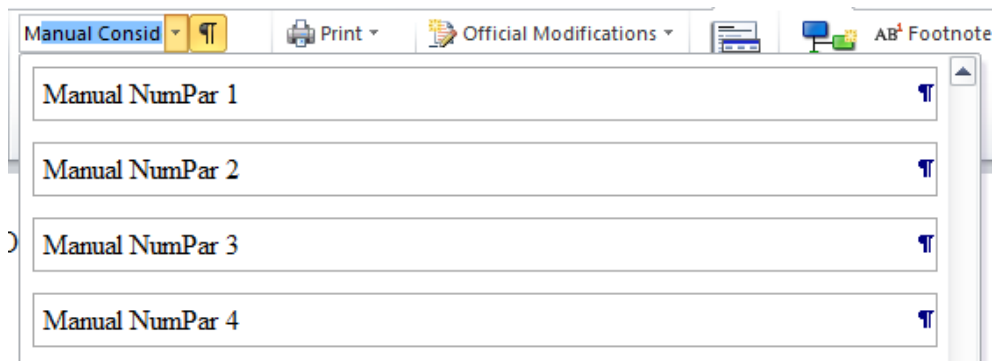 Manual Consid ¶ Print Official Modifications AB¹ Footnote
Manual NumPar 1 ¶
Manual NumPar 2 ¶
Manual NumPar 3 ¶
Manual NumPar 4 ¶